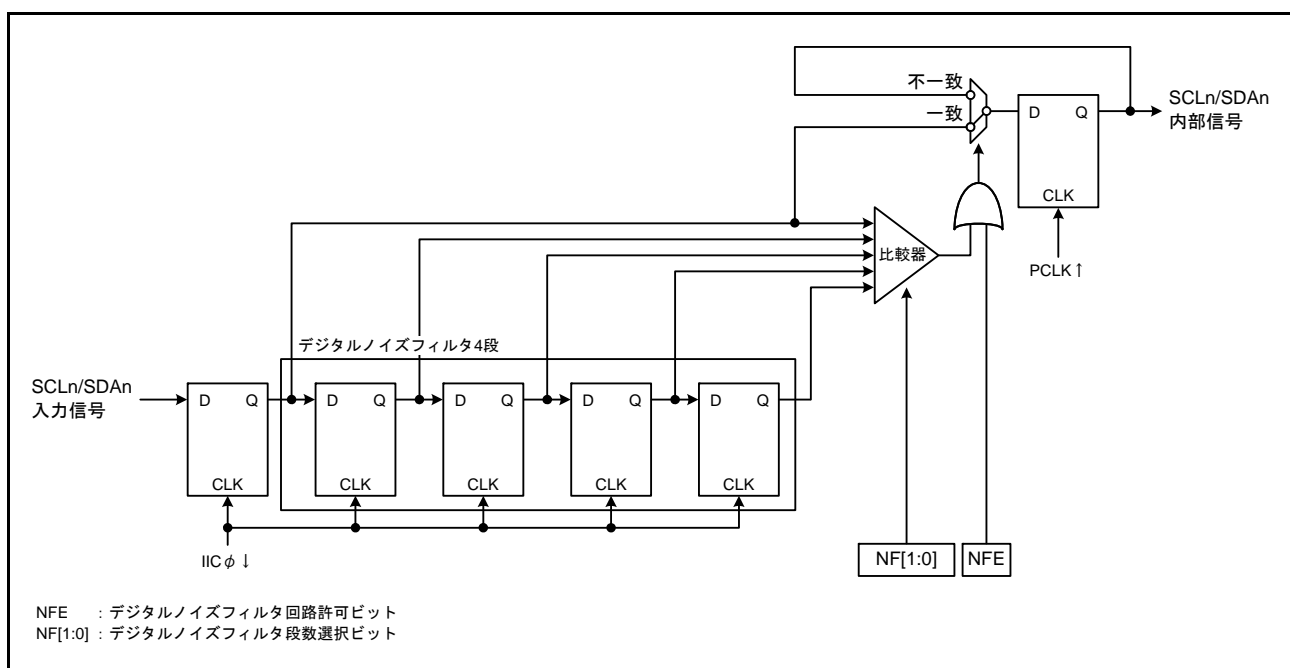 不一致
一致
D Q
CLK
PCLK↑
SCLn/SDAn
内部信号
比較器
デジタルノイズフィルタ4段
SCLn/SDAn
入力信号
D Q
CLK
D Q
CLK
D Q
CLK
D Q
CLK
D Q
CLK
IICφ↓
NF[1:0]
NFE
NFE : デジタルノイズフィルタ回路許可ビット
NF[1:0] : デジタルノイズフィルタ段数選択ビット